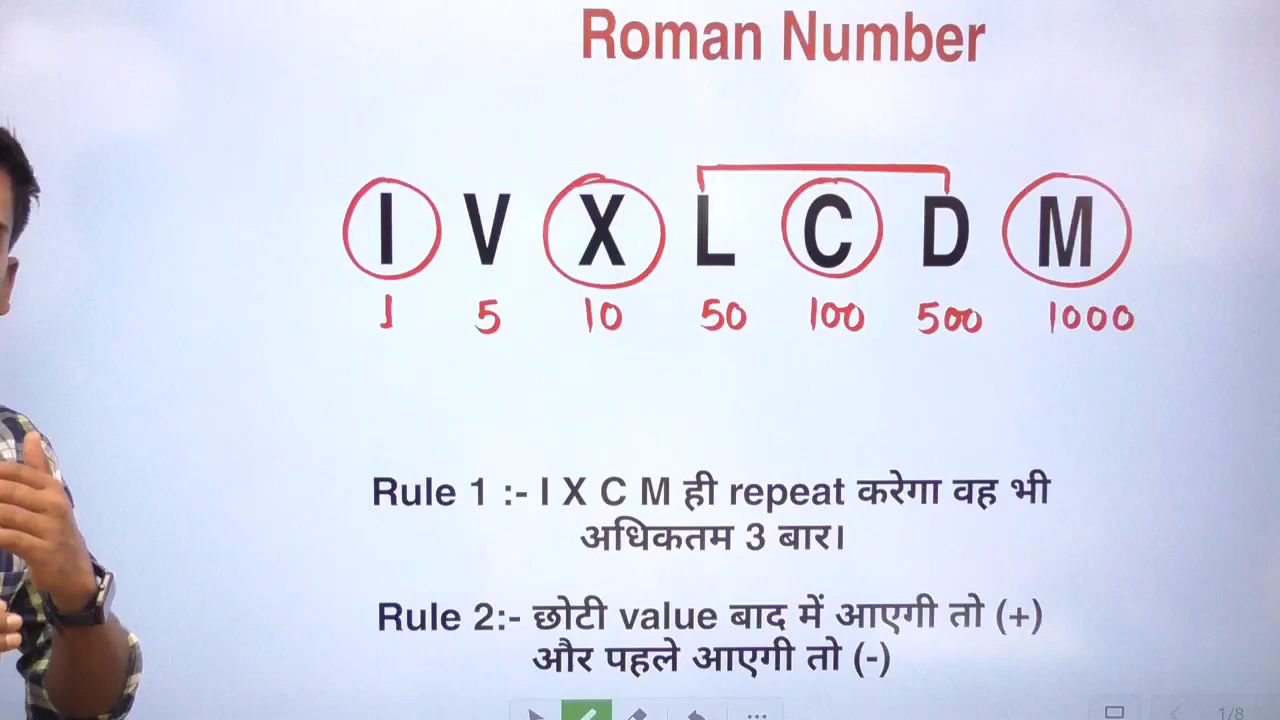 Roman Number
I V X L C D M
1 5 10 50 100 500 1000
Rule 1 :- I X C M ही repeat करेगा वह भी
अधिकतम 3 बार।
Rule 2:- छोटी value बाद में आएगी तो (+)
और पहले आएगी तो (-)
1/8